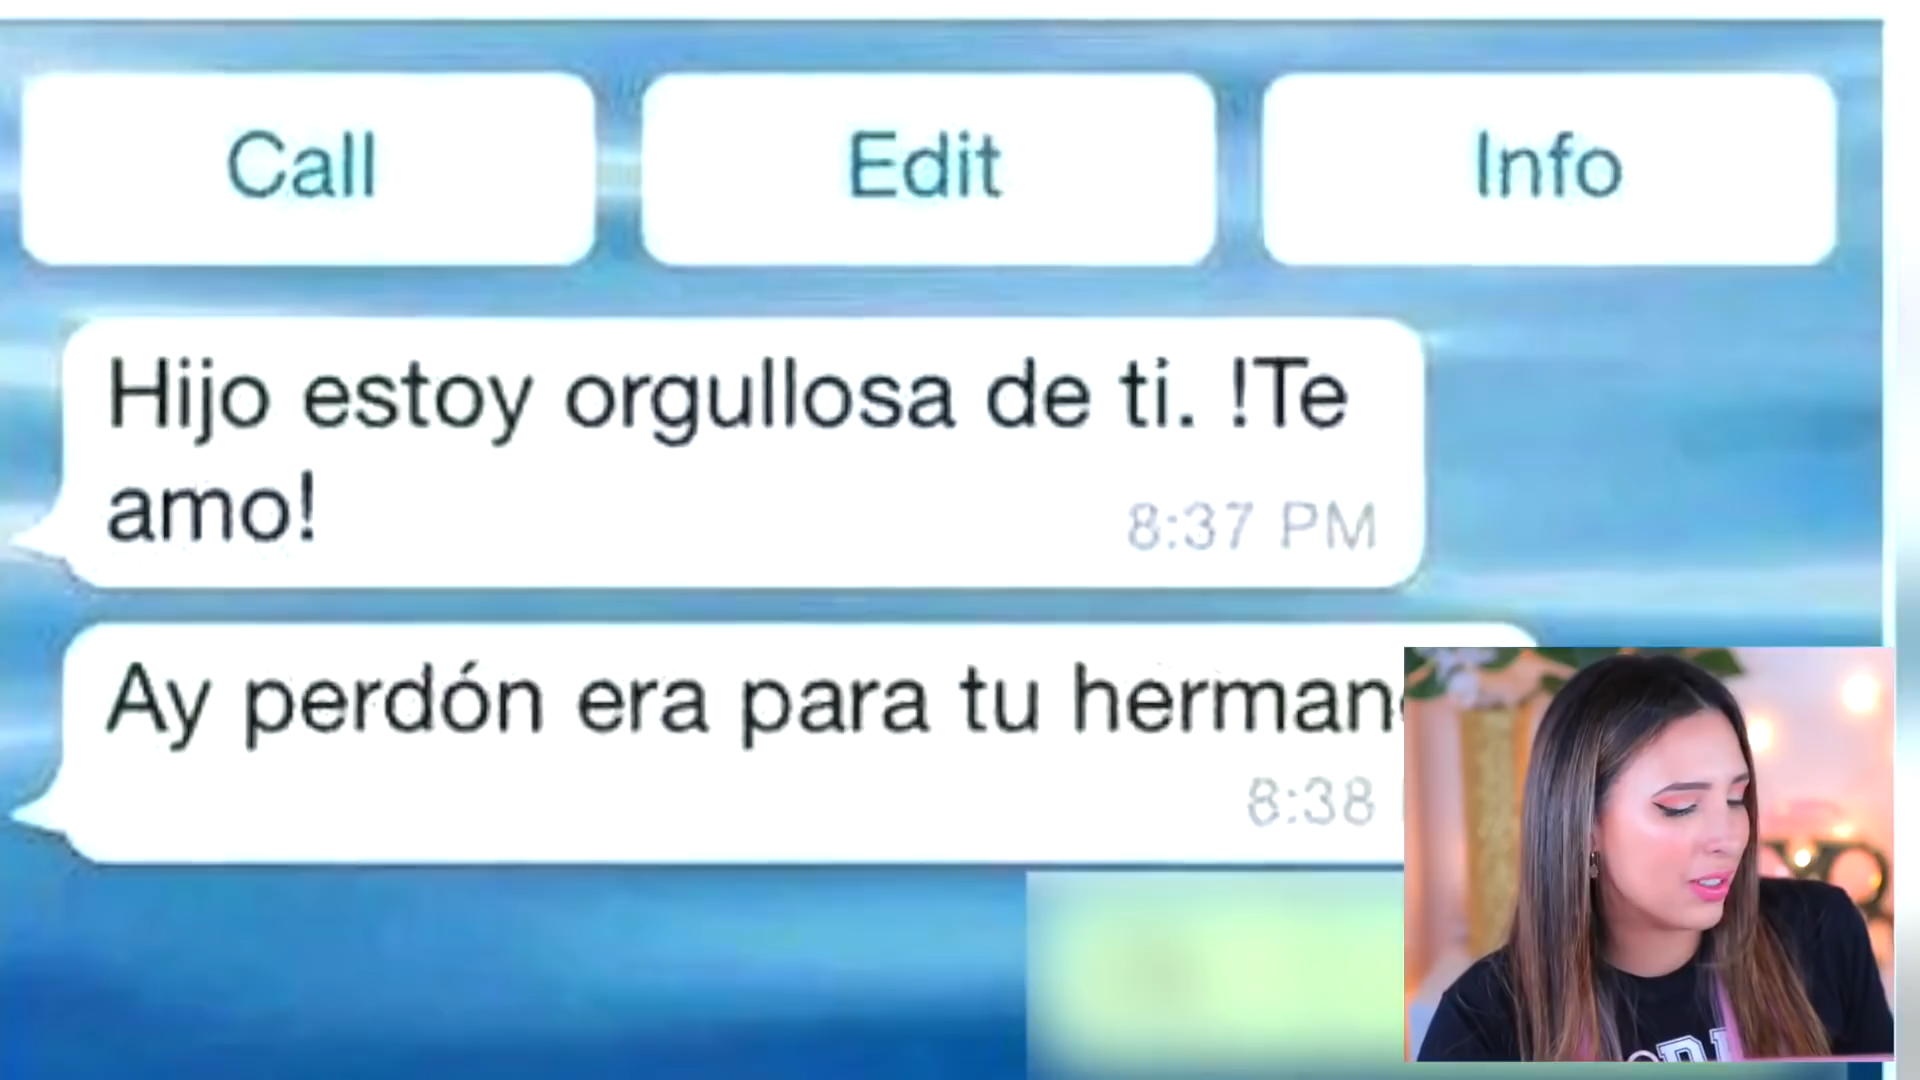 Call Edit Info
Hijo estoy orgullosa de ti. !Te
amo!
8:37 PM
Ay perdón era para tu
8:38